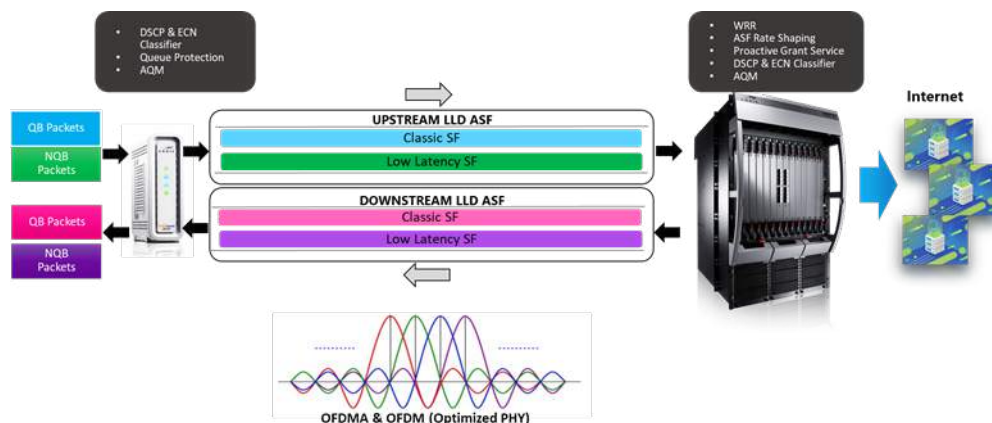 DSCP & ECN
Classifier
Queue Protection
AQM
WRR
ASF Rate Shaping
Proactive Grant Service
DSCP & ECN Classifier
AQM
Internet
QB Packets
NQB
Packets
QB Packets
NQB
Packets
UPSTREAM LLD ASF
Classic SF
Low Latency SF
DOWNSTREAM LLD ASF
Classic SF
Low Latency SF
OFDMA & OFDM (Optimized PHY)